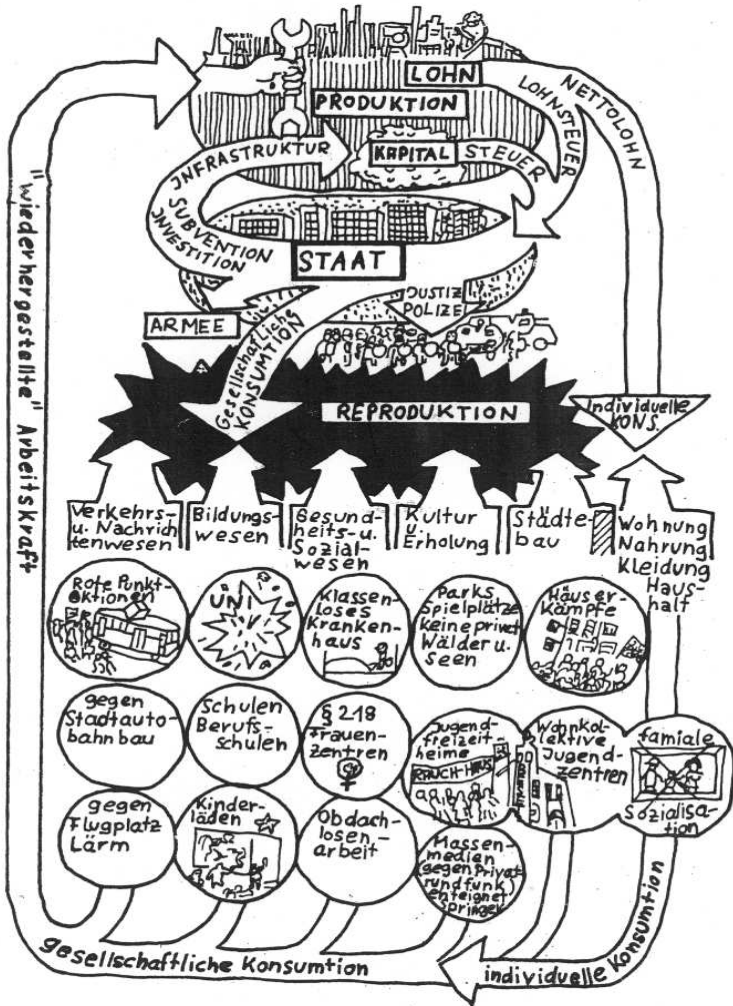 LOHN
PRODUKTION
NETTOLOHN
LOHNSTEUER
INFRASTRUKTUR
KAPITAL
STEUER
SUBVENTION
INVESTITION
STAAT
ARMEE
JUSTIZ
POLIZEI
Gesellschaftliche
KONSUMTION
REPRODUKTION
Individuelle
KONS.
"wiederhergestellte" Arbeitskraft
Verkehrs-
u. Nachrich
tenwesen
Bildungs-
wesen
Gesund-
heits-u.
Sozial-
wesen
Kultur
u.
Erholung
Städte-
bau
Wohnung
Nahrung
Kleidung
Haus-
halt
Rote Punkt-
aktionen
UNI
Klassen-
loses
Kranken-
haus
Parks
Spielplätze
Keine privat
Wälder u.
seen
Häuser-
Kämpfe
gegen
Stadtauto-
bahnbau
Schulen
Berufs-
schulen
§ 218
Frauen-
zentren
Jugend-
freizeit-
heime
RAUCH-HAUS
Wohnkol-
lektive
Jugend-
zentren
familiale
Sozialisa-
tion
gegen
Flugplatz
Lärm
Kinder-
läden
Obdach-
losen-
arbeit
Massen-
medien
(gegen Privat
rundfunk)
enteignet
Springer
gesellschaftliche Konsumtion
individuelle Konsumtion